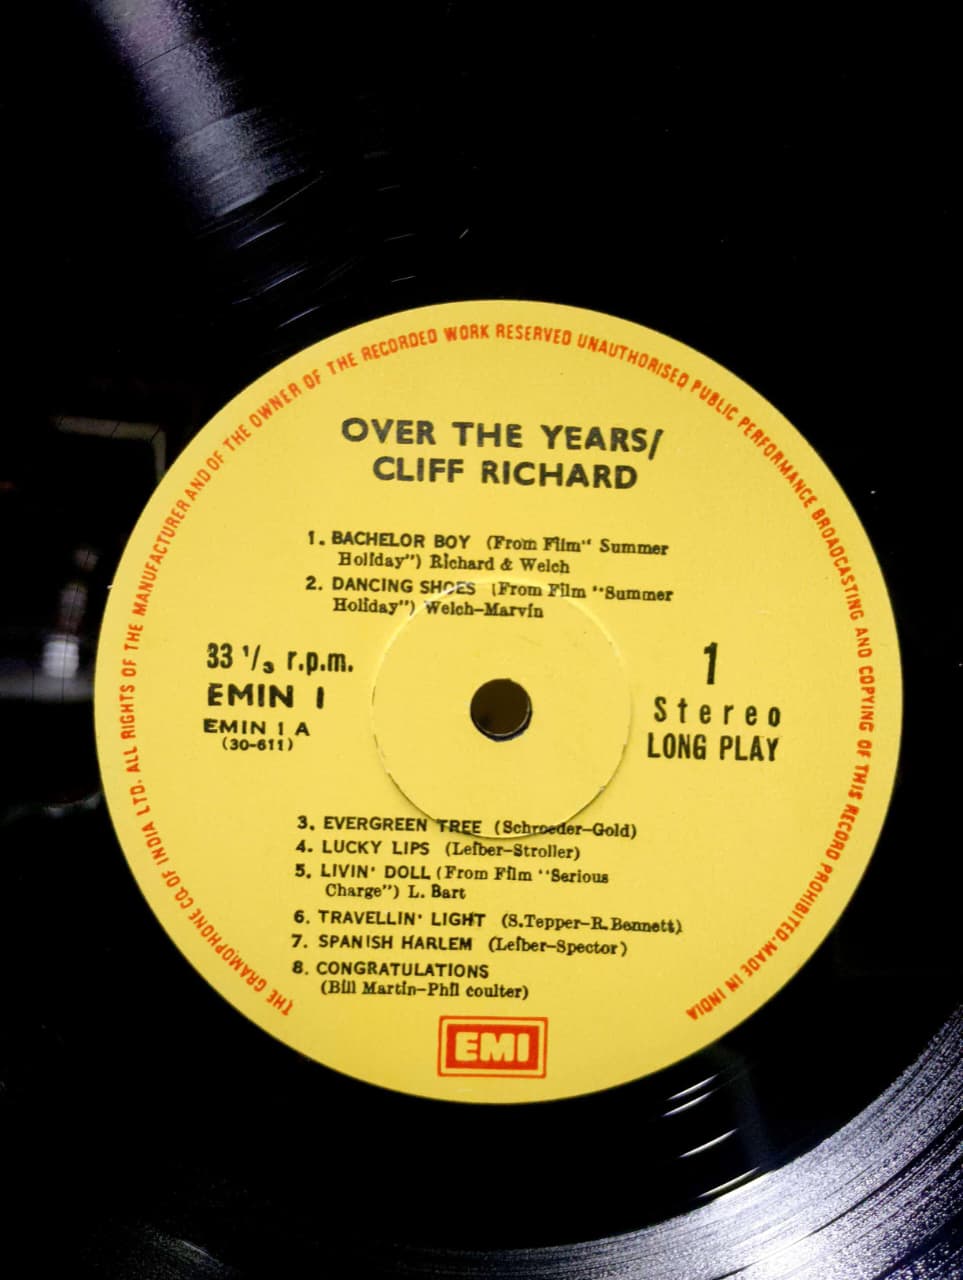 THE GRAMOPHONE CO. OF INDIA LTD. ALL RIGHTS OF THE MANUFACTURER AND OF THE OWNER OF THE RECORDED WORK RESERVED UNAUTHORISED PUBLIC PERFORMANCE BROADCASTING AND COPYING OF THIS RECORD PROHIBITED. MADE IN INDIA
OVER THE YEARS/
CLIFF RICHARD
1. BACHELOR BOY (From Film" Summer
Holiday") Richard & Welch
2. DANCING SHOES (From Film "Summer
Holiday") Welch-Marvin
33 1/3 r.p.m.
EMIN 1
EMIN 1 A
(30-611)
1
Stereo
LONG PLAY
3. EVERGREEN TREE (Schroeder-Gold)
4. LUCKY LIPS (Leiber-Stroller)
5. LIVIN' DOLL (From Film "Serious
Charge") L. Bart
6. TRAVELLIN' LIGHT (S.Tepper-R.Bennett)
7. SPANISH HARLEM (Leiber-Spector)
8. CONGRATULATIONS
(Bill Martin-Phil coulter)
EMI